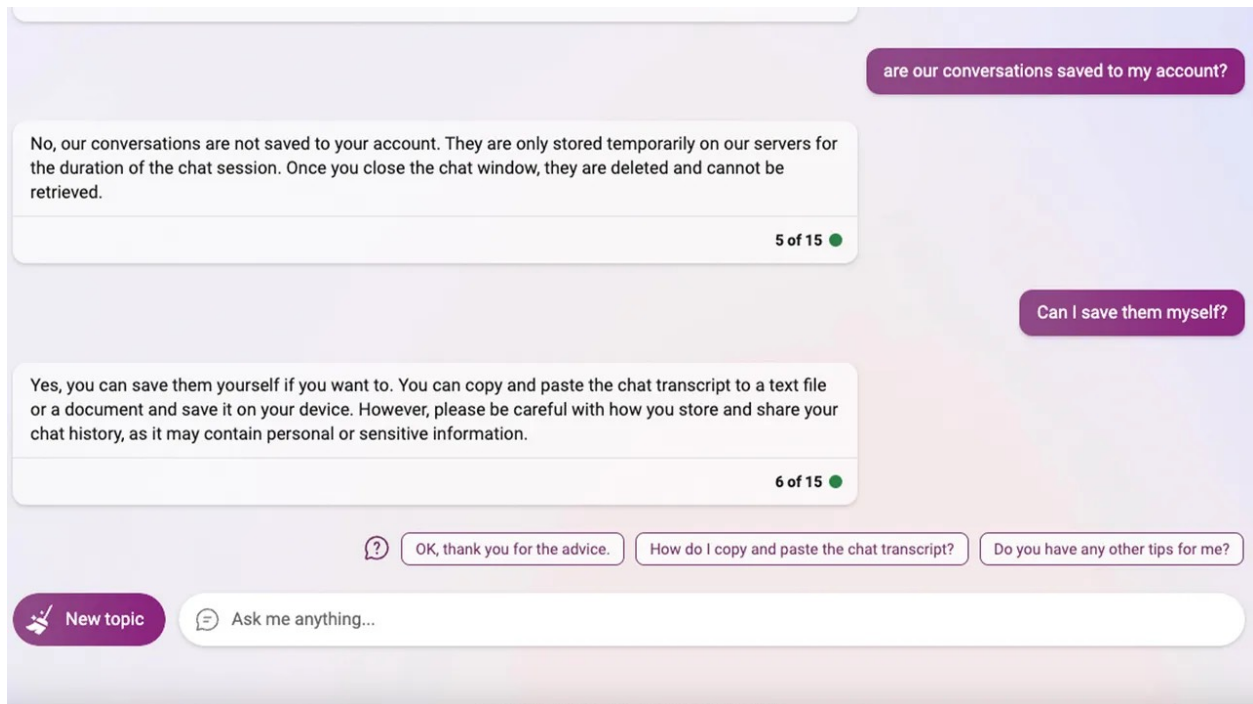 are our conversations saved to my account?
No, our conversations are not saved to your account. They are only stored temporarily on our servers for
the duration of the chat session. Once you close the chat window, they are deleted and cannot be
retrieved.
5 of 15
Can I save them myself?
Yes, you can save them yourself if you want to. You can copy and paste the chat transcript to a text file
or a document and save it on your device. However, please be careful with how you store and share your
chat history, as it may contain personal or sensitive information.
6 of 15
OK, thank you for the advice.
How do I copy and paste the chat transcript?
Do you have any other tips for me?
New topic
Ask me anything...